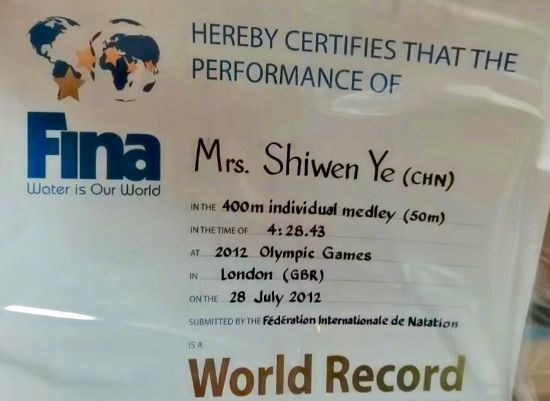 HEREBY CERTIFIES THAT THE
PERFORMANCE OF
Fina
Water is Our World
Mrs. Shiwen Ye (CHN)
IN THE 400m individual medley (50m)
IN THE TIME OF 4:28.43
AT 2012 Olympic Games
IN London (GBR)
ON THE 28 July 2012
SUBMITTED BY THE Fédération Internationale de Natation
IS A
World Record